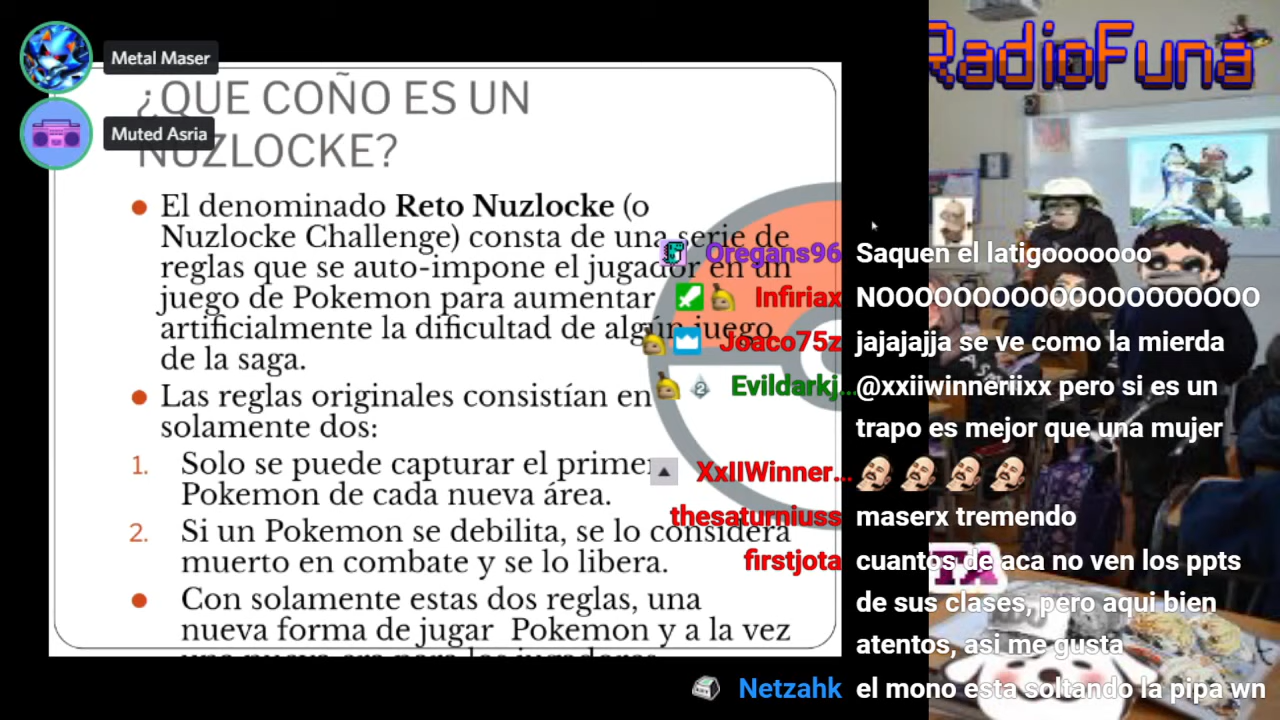 Metal Maser
Muted Asria
RadioFuna
¿QUE COÑO ES UN
NUZLOCKE?
El denominado Reto Nuzlocke (o
Nuzlocke Challenge) consta de una serie de
reglas que se auto-impone el jugador en un
juego de Pokemon para aumentar
artificialmente la dificultad de algún juego
de la saga.
Las reglas originales consistían en
solamente dos:
1. Solo se puede capturar el primer
Pokemon de cada nueva área.
2. Si un Pokemon se debilita, se lo considera
muerto en combate y se lo libera.
Con solamente estas dos reglas, una
nueva forma de jugar Pokemon y a la vez
Oregans96 Saquen el latigooooooo
Infiriax NOOOOOOOOOOOOOOOOOOOO
Joaco75z jajajajja se ve como la mierda
Evildarkj... @xxiiwinneriixx pero si es un
trapo es mejor que una mujer
XxIIWinner...
thesaturniuss maserx tremendo
firstjota cuantos de aca no ven los ppts
de sus clases, pero aqui bien
atentos, asi me gusta
Netzahk el mono esta soltando la pipa wn